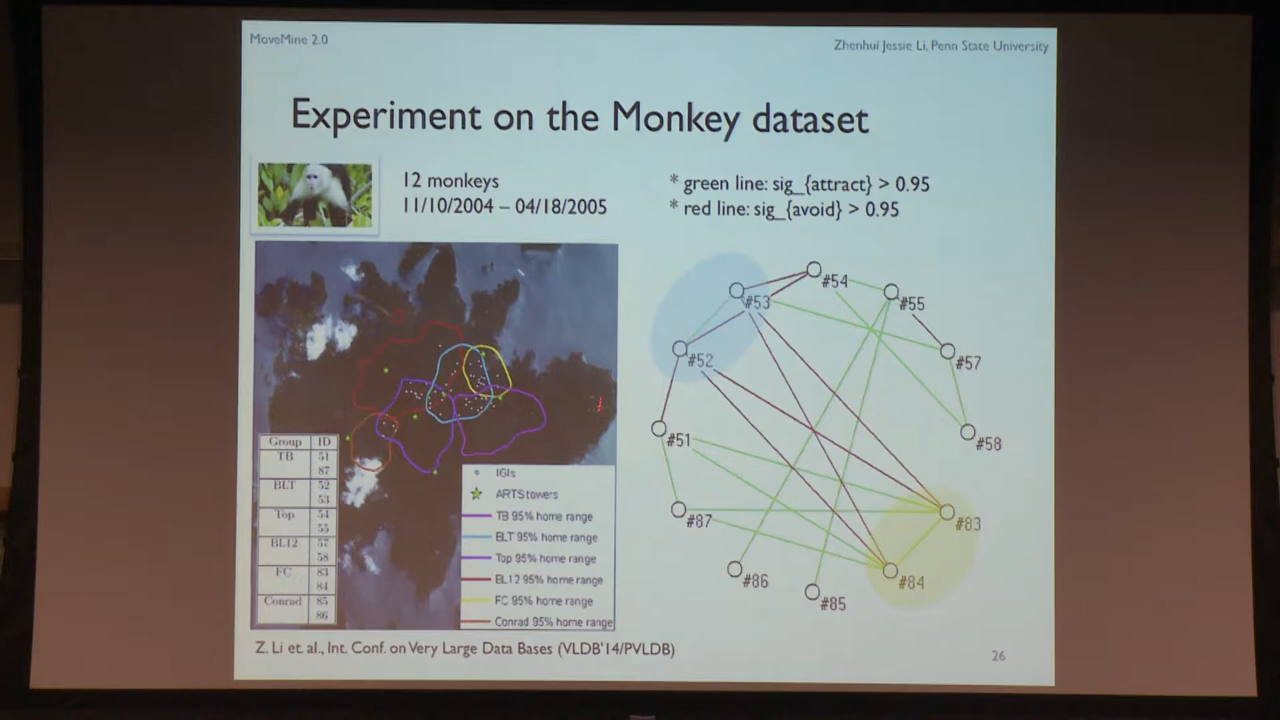 MoveMine 2.0
Zhenhui Jessie Li, Penn State University
Experiment on the Monkey dataset
12 monkeys
11/10/2004 – 04/18/2005
* green line: sig_{attract} > 0.95
* red line: sig_{avoid} > 0.95
Group ID
TB 51
87
BLT 52
53
Top 54
55
BL12 57
58
FC 83
84
Conrad 85
86
IGIs
ARTS towers
TB 95% home range
BLT 95% home range
Top 95% home range
BL12 95% home range
FC 95% home range
Conrad 95% home range
#54
#53
#55
#52
#57
#51
#58
#87
#83
#86
#84
#85
Z. Li et. al., Int. Conf. on Very Large Data Bases (VLDB'14/PVLDB)
26